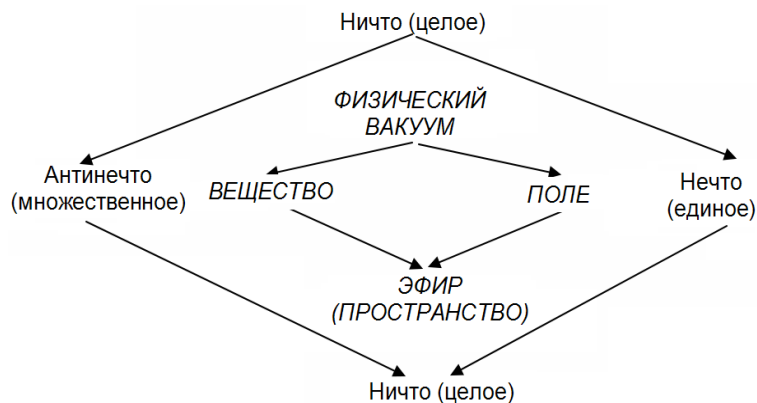 Ничто (целое)
ФИЗИЧЕСКИЙ
ВАКУУМ
Антинечто
(множественное)
ВЕЩЕСТВО
ПОЛЕ
Нечто
(единое)
ЭФИР
(ПРОСТРАНСТВО)
Ничто (целое)